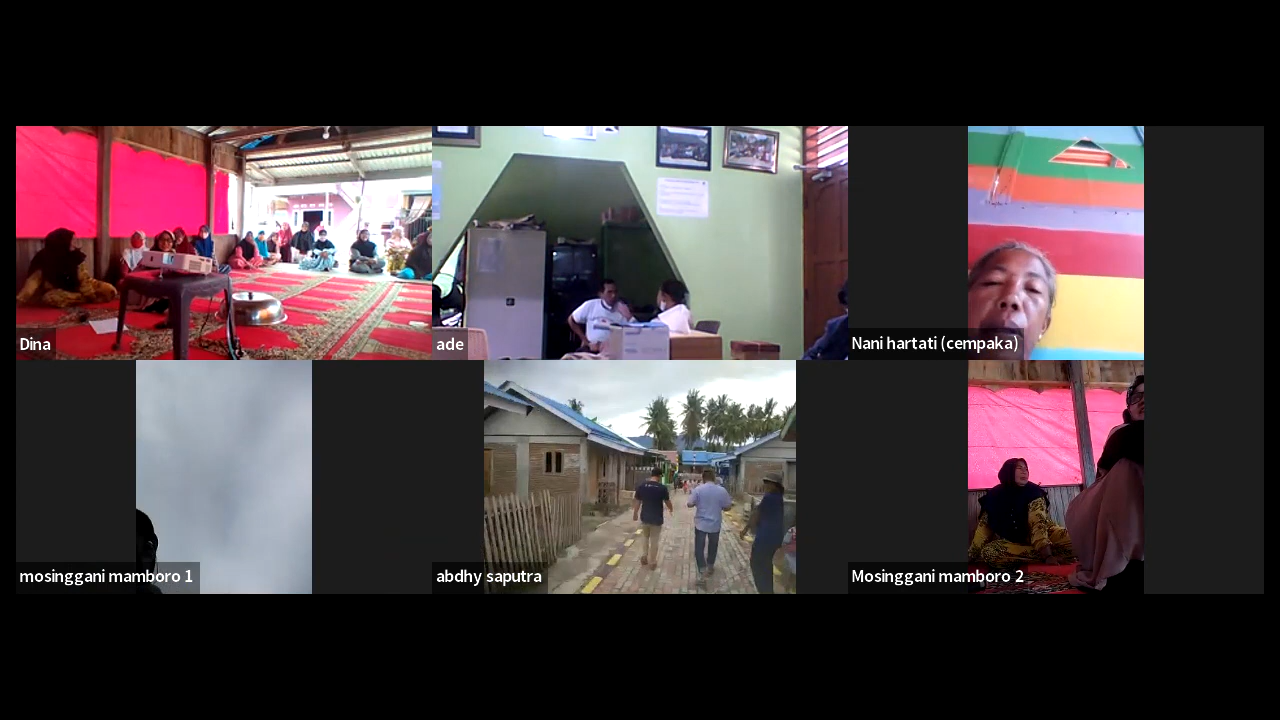 Dina
ade
Nani hartati (cempaka)
mosinggani mamboro 1
abdhy saputra
Mosinggani mamboro 2